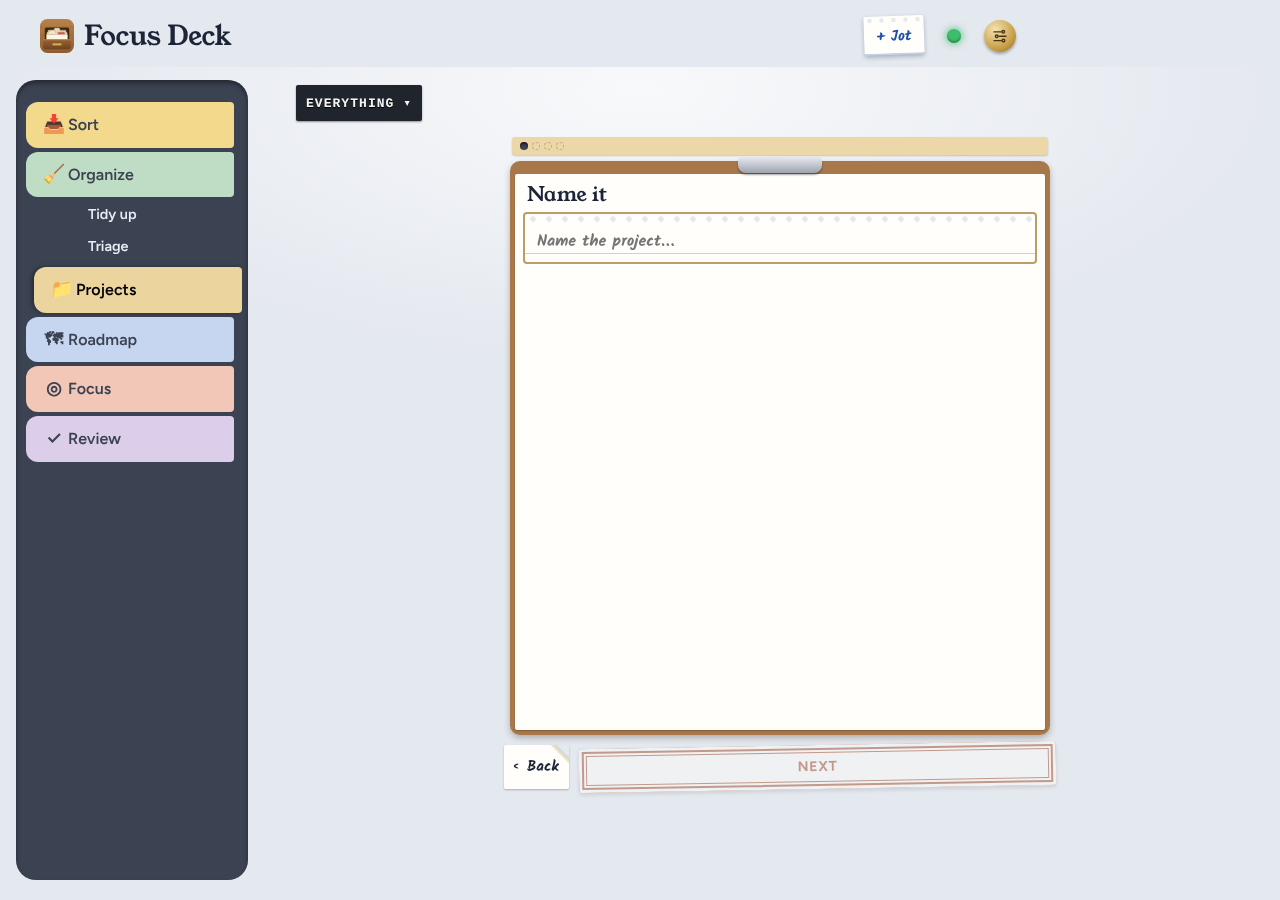 Focus Deck
+ Jot
EVERYTHING ▾
Sort
Organize
Tidy up
Triage
Projects
Roadmap
Focus
Review
Name it
Name the project...
< Back
NEXT